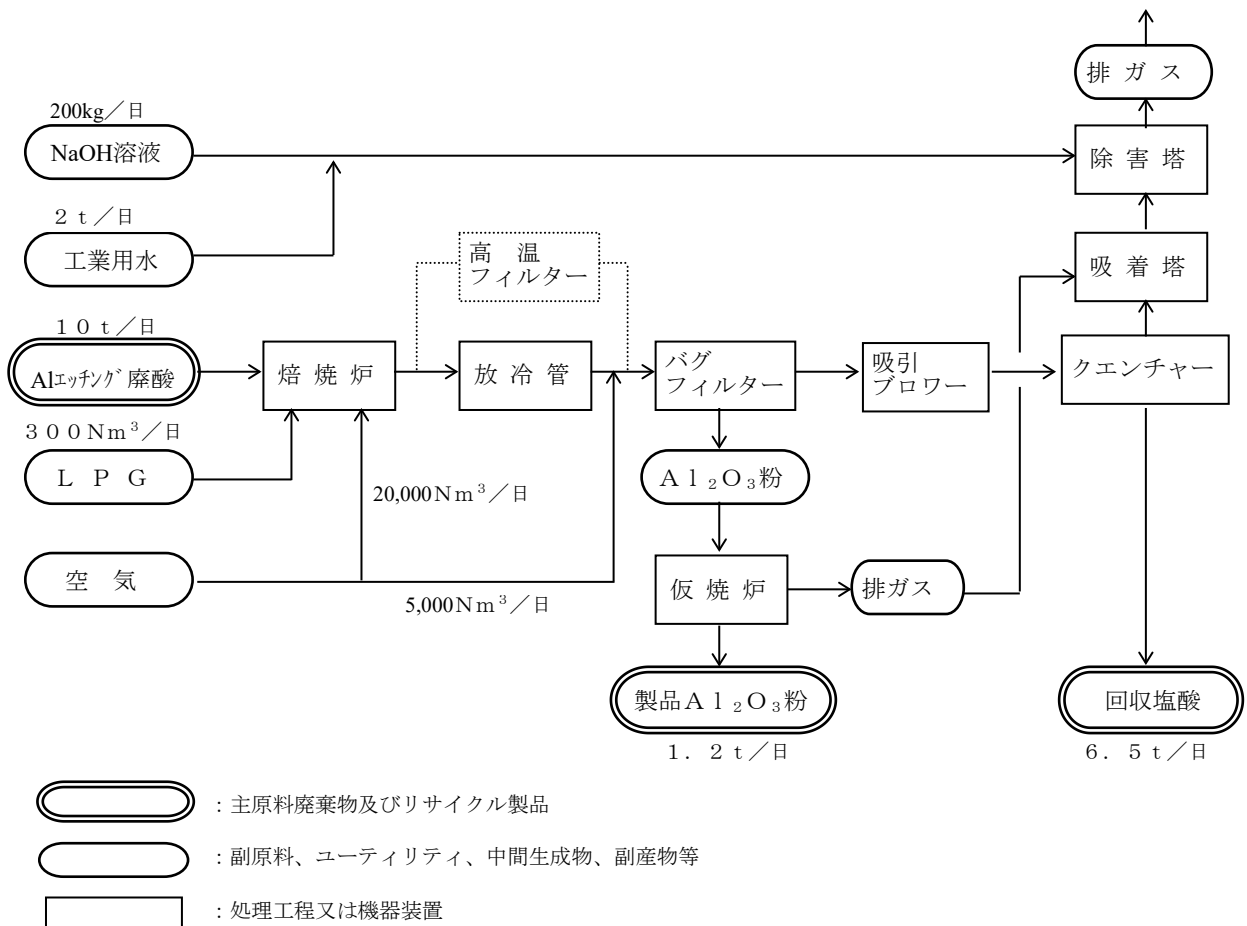 排 ガ ス
200kg／日
NaOH溶液
除 害 塔
２ｔ／日
工業用水
高　温
フィルター
吸 着 塔
１０ｔ／日
Alｴｯﾁﾝｸﾞ廃酸
焙 焼 炉
放 冷 管
バグ
フィルター
吸引
ブロワー
クエンチャー
３００Ｎｍ³／日
Ｌ Ｐ Ｇ
20,000Ｎｍ³／日
Ａｌ₂Ｏ₃粉
空　気
5,000Ｎｍ³／日
仮 焼 炉
排ガス
製品Ａｌ₂Ｏ₃粉
回収塩酸
１．２ｔ／日
６．５ｔ／日
：主原料廃棄物及びリサイクル製品
：副原料、ユーティリティ、中間生成物、副産物等
：処理工程又は機器装置